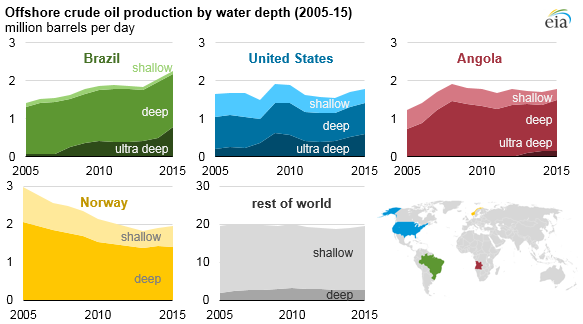 Offshore crude oil production by water depth (2005-15)
million barrels per day
eia
Brazil
3
2
1
0
shallow
deep
ultra deep
2005 2010 2015
United States
3
2
1
0
shallow
deep
ultra deep
2005 2010 2015
Angola
3
2
1
0
shallow
deep
ultra deep
2005 2010 2015
Norway
3
2
1
0
shallow
deep
2005 2010 2015
rest of world
30
20
10
0
shallow
deep
2005 2010 2015